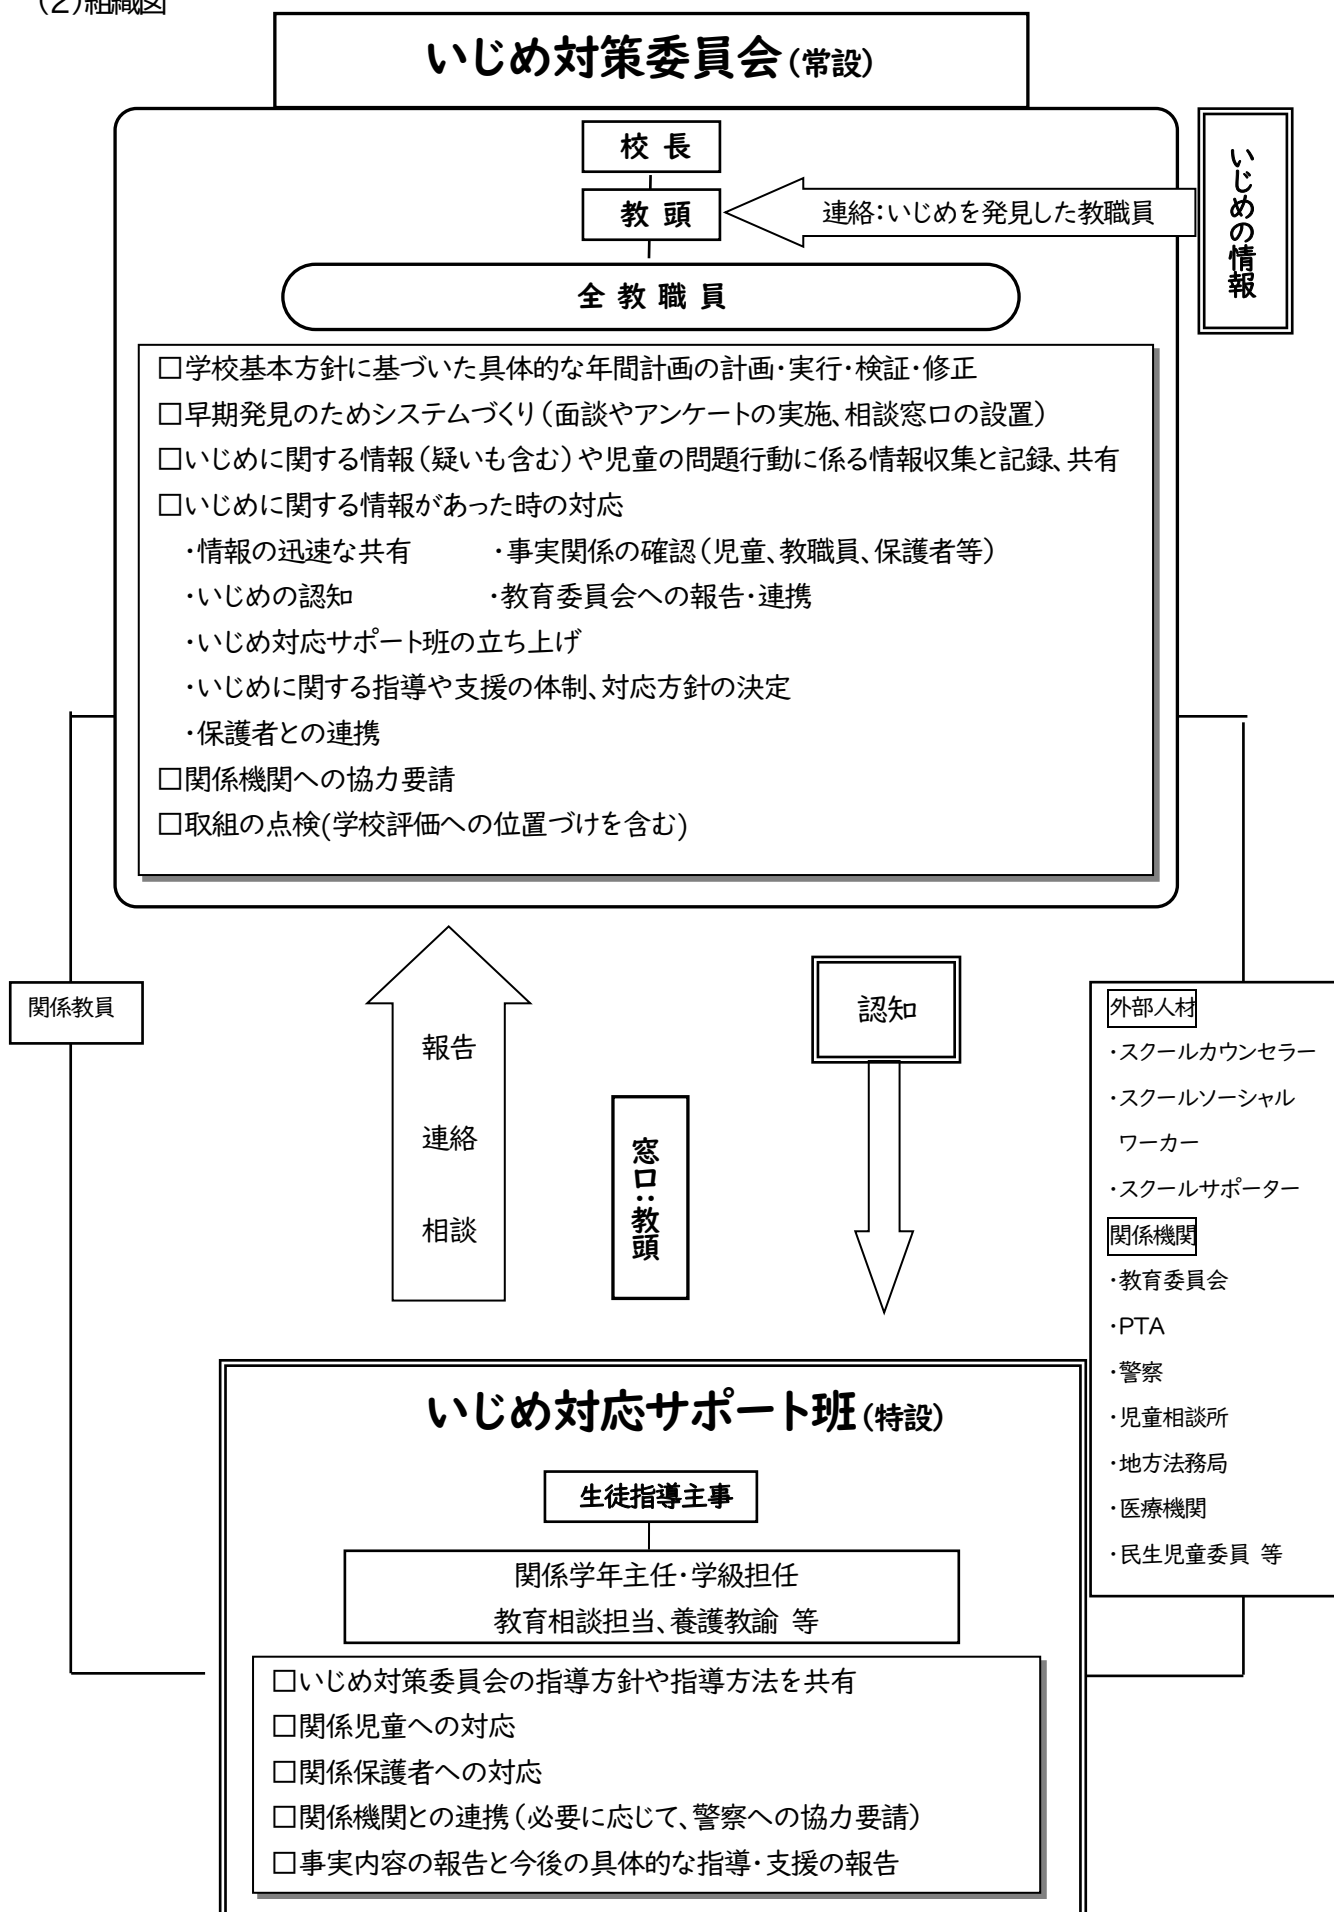 (2)組織図
いじめ対策委員会(常設)
校 長
教 頭
連絡:いじめを発見した教職員
いじめの情報
全 教 職 員
□学校基本方針に基づいた具体的な年間計画の計画・実行・検証・修正
□早期発見のためシステムづくり(面談やアンケートの実施、相談窓口の設置)
□いじめに関する情報(疑いも含む)や児童の問題行動に係る情報収集と記録、共有
□いじめに関する情報があった時の対応
・情報の迅速な共有 ・事実関係の確認(児童、教職員、保護者等)
・いじめの認知 ・教育委員会への報告・連携
・いじめ対応サポート班の立ち上げ
・いじめに関する指導や支援の体制、対応方針の決定
・保護者との連携
□関係機関への協力要請
□取組の点検(学校評価への位置づけを含む)
関係教員
報告
連絡
相談
窓口:教頭
認知
外部人材
・スクールカウンセラー
・スクールソーシャル
ワーカー
・スクールサポーター
関係機関
・教育委員会
・PTA
・警察
・児童相談所
・地方法務局
・医療機関
・民生児童委員 等
いじめ対応サポート班(特設)
生徒指導主事
関係学年主任・学級担任
教育相談担当、養護教諭 等
□いじめ対策委員会の指導方針や指導方法を共有
□関係児童への対応
□関係保護者への対応
□関係機関との連携(必要に応じて、警察への協力要請)
□事実内容の報告と今後の具体的な指導・支援の報告